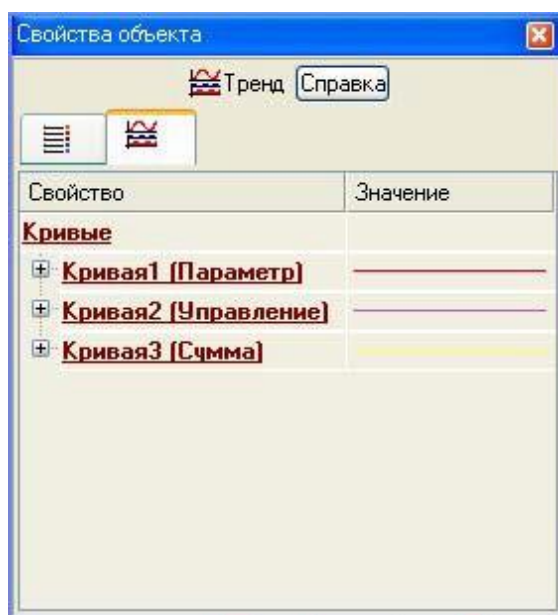 Свойства объекта
Тренд Справка
Свойство Значение
Кривые
Кривая1 (Параметр)
Кривая2 (Управление)
Кривая3 (Сумма)